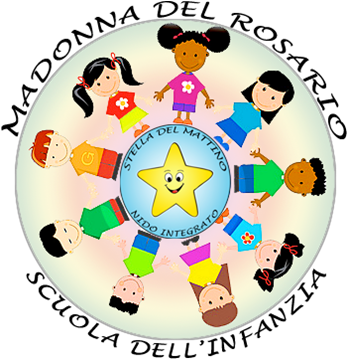 MADONNA DEL ROSARIO
STELLA DEL MATTINO
NIDO INTEGRATO
SCUOLA DELL'INFANZIA
G